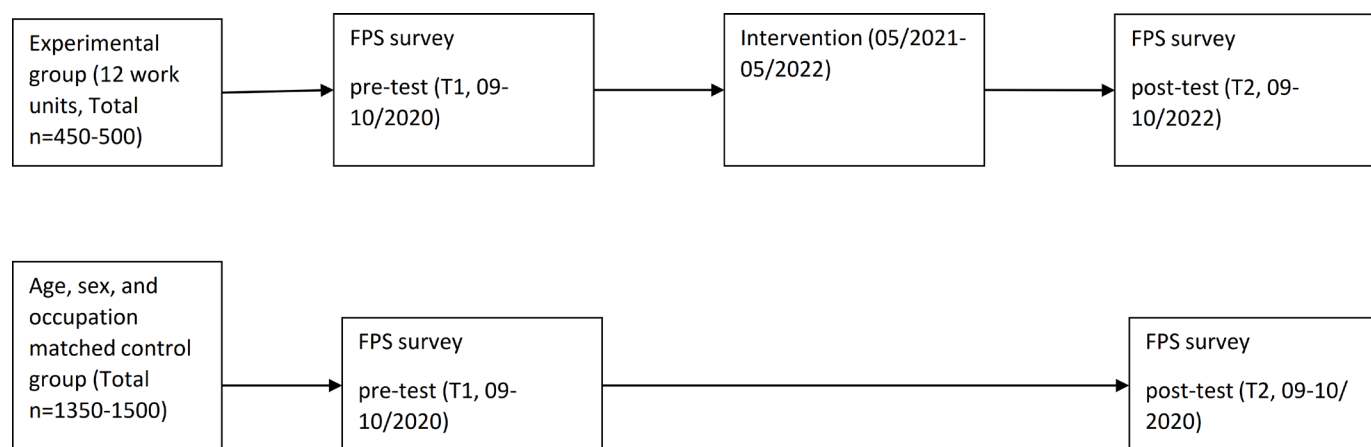 Experimental
group (12 work
units, Total
n=450-500)
FPS survey
pre-test (T1, 09-
10/2020)
Intervention (05/2021-
05/2022)
FPS survey
post-test (T2, 09-
10/2022)
Age, sex, and
occupation
matched control
group (Total
n=1350-1500)
FPS survey
pre-test (T1, 09-
10/2020)
FPS survey
post-test (T2, 09-10/
2020)